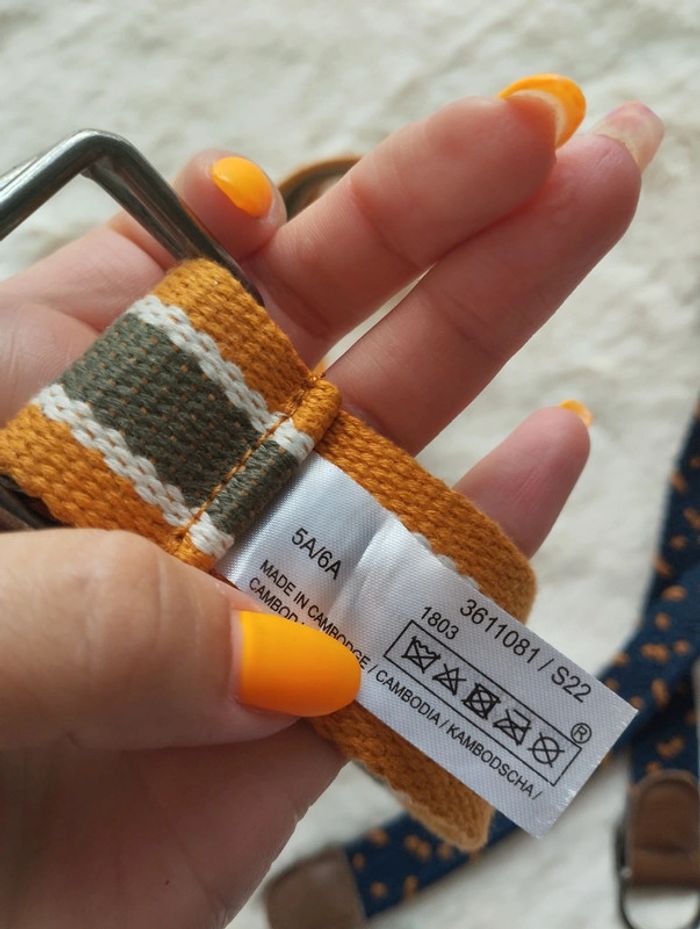 5A/6A
MADE IN CAMBODGE / CAMBODIA / KAMBODSCHA /
3611081 / S22
1803
®